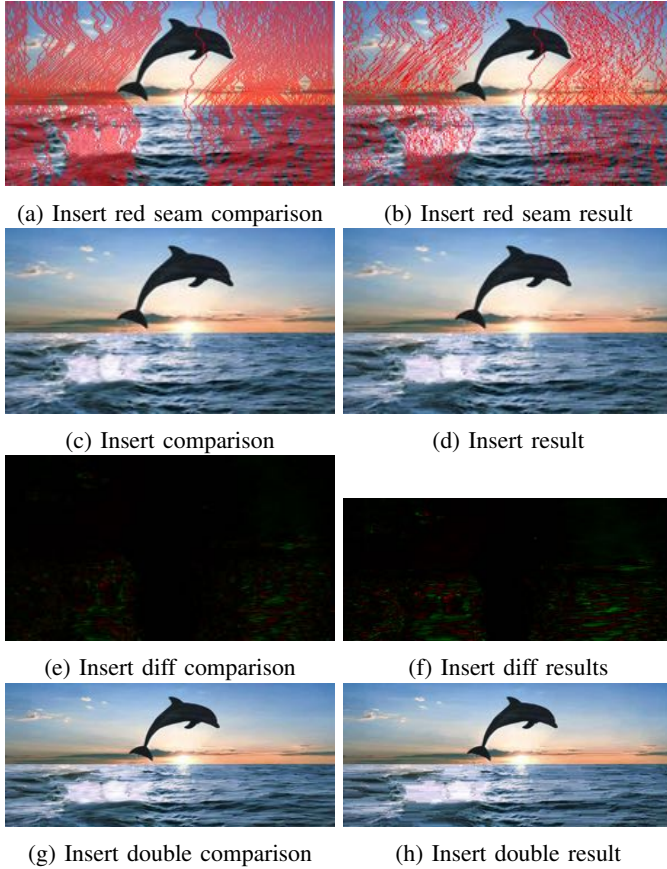 (a) Insert red seam comparison
(b) Insert red seam result
(c) Insert comparison
(d) Insert result
(e) Insert diff comparison
(f) Insert diff results
(g) Insert double comparison
(h) Insert double result